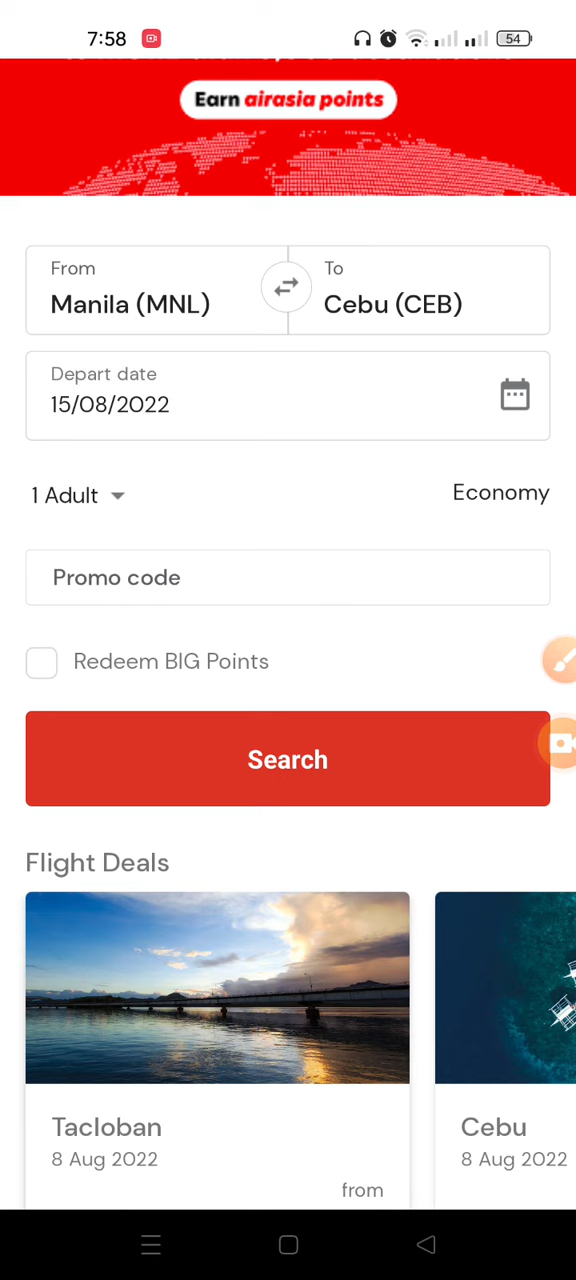 7:58
54
Earn airasia points
From
Manila (MNL)
To
Cebu (CEB)
Depart date
15/08/2022
1 Adult
Economy
Promo code
Redeem BIG Points
Search
Flight Deals
Tacloban
8 Aug 2022
from
Cebu
8 Aug 2022